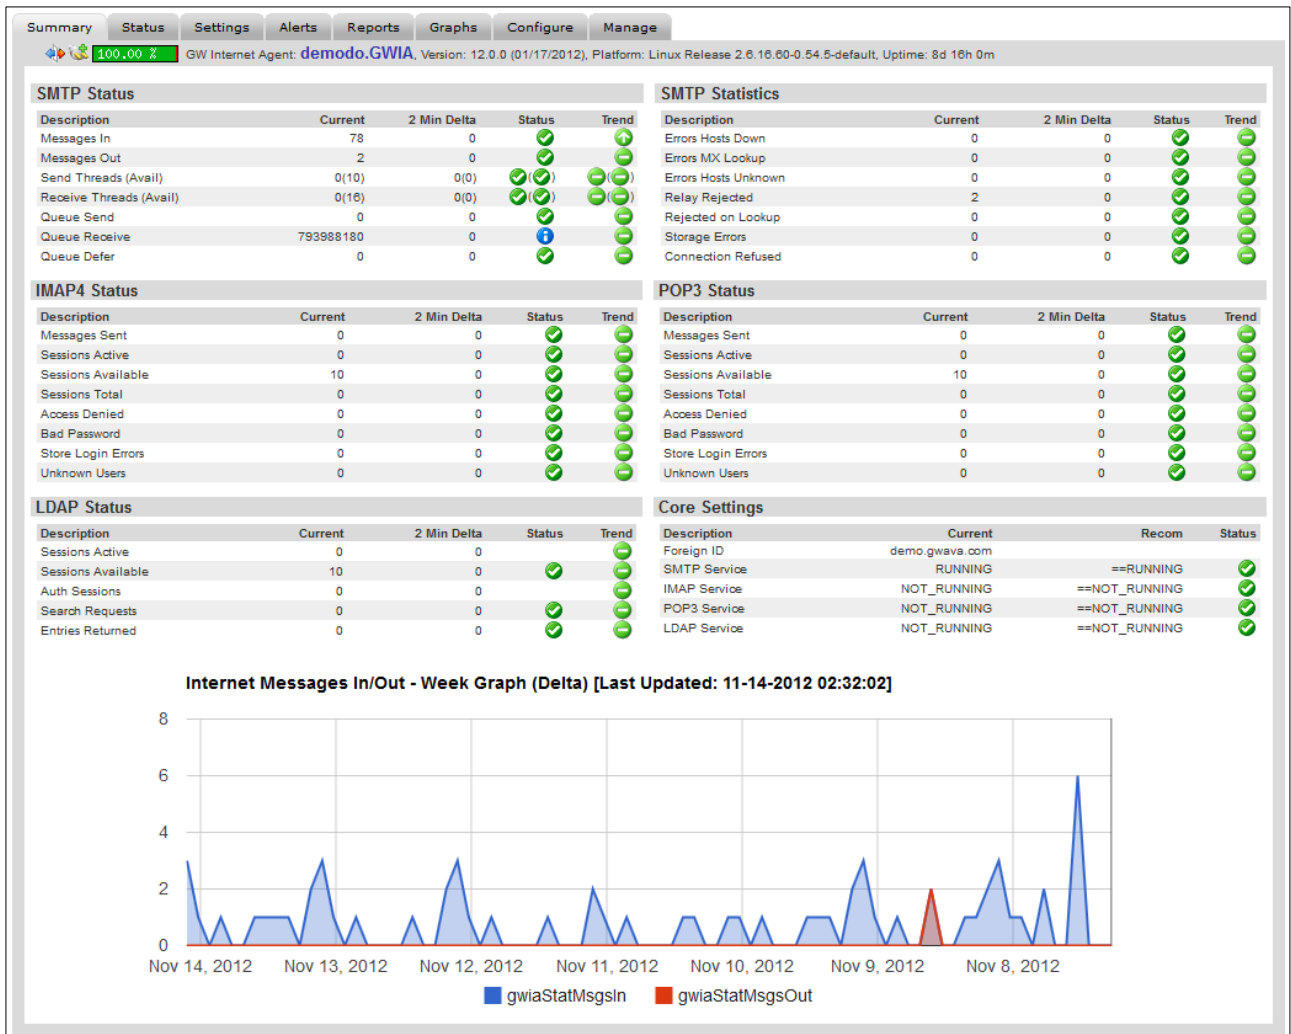 Summary Status Settings Alerts Reports Graphs Configure Manage
100.00 % GW Internet Agent: demodo.GWIA, Version: 12.0.0 (01/17/2012), Platform: Linux Release 2.6.16.60-0.54.5-default, Uptime: 8d 16h 0m
SMTP Status
Description Current 2 Min Delta Status Trend
Messages In 78 0
Messages Out 2 0
Send Threads (Avail) 0(10) 0(0) ( ) ( )
Receive Threads (Avail) 0(16) 0(0) ( ) ( )
Queue Send 0 0
Queue Receive 793988180 0
Queue Defer 0 0
SMTP Statistics
Description Current 2 Min Delta Status Trend
Errors Hosts Down 0 0
Errors MX Lookup 0 0
Errors Hosts Unknown 0 0
Relay Rejected 2 0
Rejected on Lookup 0 0
Storage Errors 0 0
Connection Refused 0 0
IMAP4 Status
Description Current 2 Min Delta Status Trend
Messages Sent 0 0
Sessions Active 0 0
Sessions Available 10 0
Sessions Total 0 0
Access Denied 0 0
Bad Password 0 0
Store Login Errors 0 0
Unknown Users 0 0
POP3 Status
Description Current 2 Min Delta Status Trend
Messages Sent 0 0
Sessions Active 0 0
Sessions Available 10 0
Sessions Total 0 0
Access Denied 0 0
Bad Password 0 0
Store Login Errors 0 0
Unknown Users 0 0
LDAP Status
Description Current 2 Min Delta Status Trend
Sessions Active 0 0
Sessions Available 10 0
Auth Sessions 0 0
Search Requests 0 0
Entries Returned 0 0
Core Settings
Description Current Recom Status
Foreign ID demo.gwava.com
SMTP Service RUNNING ==RUNNING
IMAP Service NOT_RUNNING ==NOT_RUNNING
POP3 Service NOT_RUNNING ==NOT_RUNNING
LDAP Service NOT_RUNNING ==NOT_RUNNING
Internet Messages In/Out - Week Graph (Delta) [Last Updated: 11-14-2012 02:32:02]
8
6
4
2
0
Nov 14, 2012 Nov 13, 2012 Nov 12, 2012 Nov 11, 2012 Nov 10, 2012 Nov 9, 2012 Nov 8, 2012
gwiaStatMsgsIn gwiaStatMsgsOut